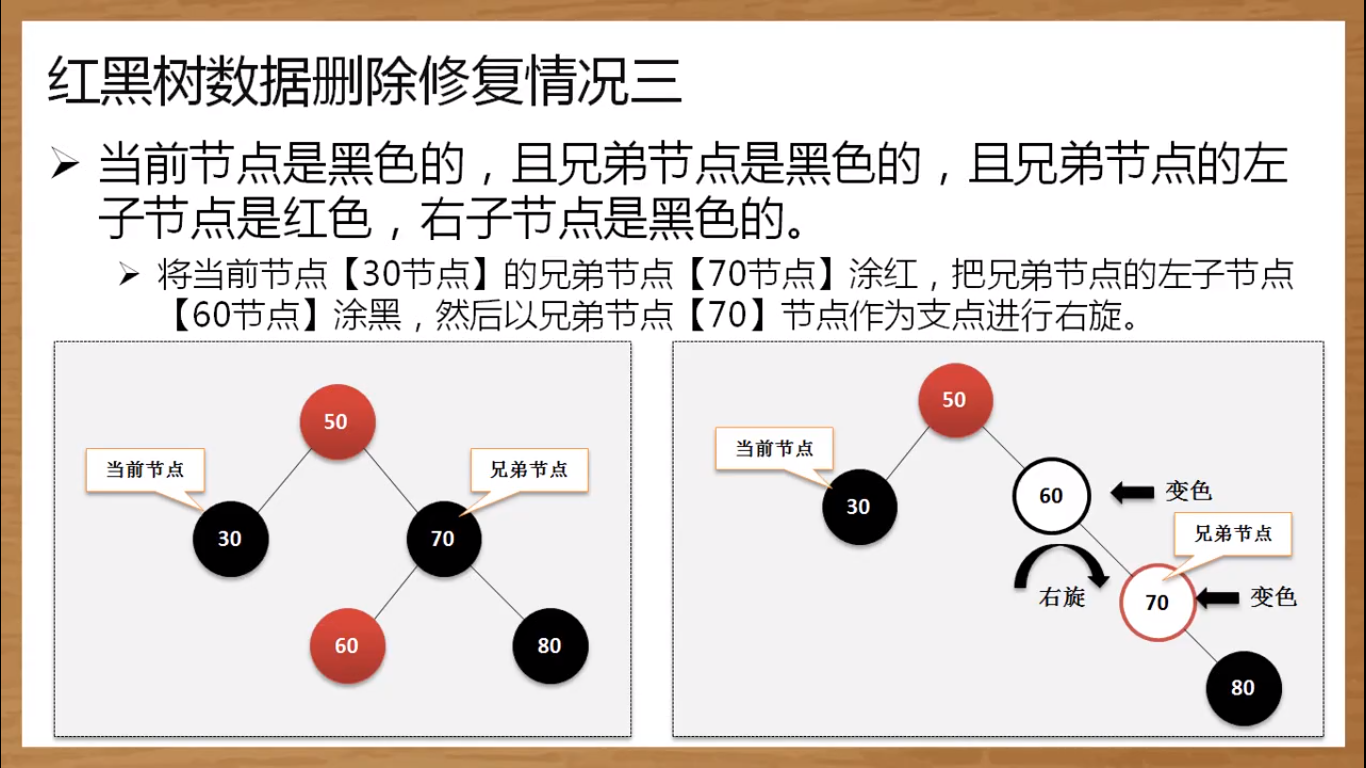 红黑树数据删除修复情况三
当前节点是黑色的，且兄弟节点是黑色的，且兄弟节点的左
子节点是红色，右子节点是黑色的。
将当前节点【30节点】的兄弟节点【70节点】涂红，把兄弟节点的左子节点
【60节点】涂黑，然后以兄弟节点【70】节点作为支点进行右旋。
50
当前节点
兄弟节点
30
70
60
80
50
当前节点
30
60
变色
兄弟节点
右旋
70
变色
80